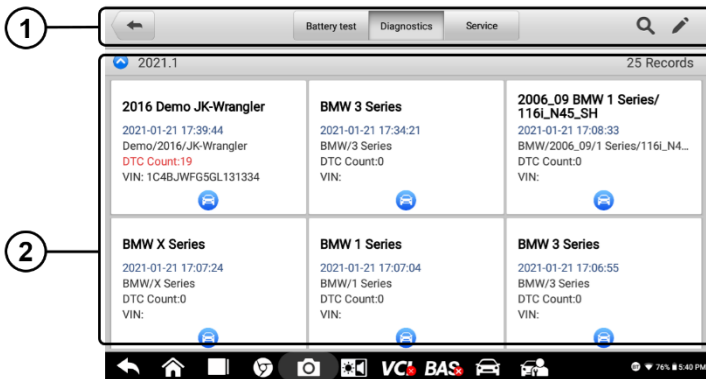 1
Battery test Diagnostics Service
2021.1 25 Records
2
2016 Demo JK-Wrangler
2021-01-21 17:39:44
Demo/2016/JK-Wrangler
DTC Count:19
VIN: 1C4BJWFG5GL131334
BMW 3 Series
2021-01-21 17:34:21
BMW/3 Series
DTC Count:0
VIN:
2006_09 BMW 1 Series/
116i_N45_SH
2021-01-21 17:08:33
BMW/2006_09/1 Series/116i_N4...
DTC Count:0
VIN:
BMW X Series
2021-01-21 17:07:24
BMW/X Series
DTC Count:0
VIN:
BMW 1 Series
2021-01-21 17:07:04
BMW/1 Series
DTC Count:0
VIN:
BMW 3 Series
2021-01-21 17:06:55
BMW/3 Series
DTC Count:0
VIN:
VCI BAS 76% 5:40 PM